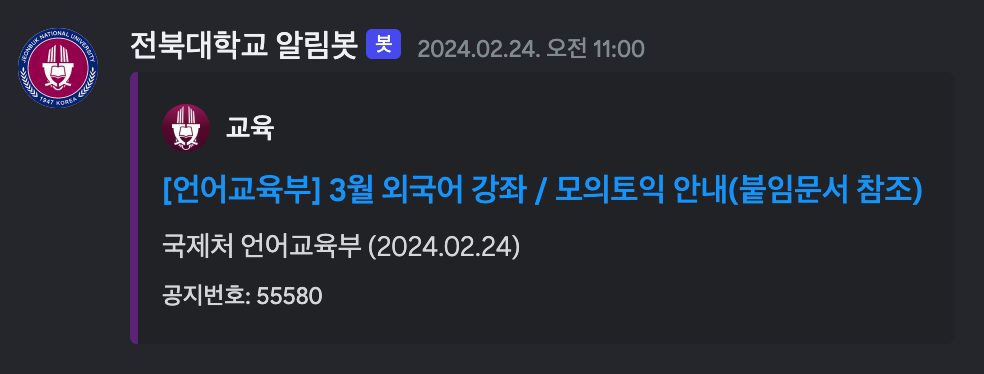 JEONBUK NATIONAL UNIVERSITY
1947 KOREA
전북대학교 알림봇 봇 2024.02.24. 오전 11:00
교육
[언어교육부] 3월 외국어 강좌 / 모의토익 안내(붙임문서 참조)
국제처 언어교육부 (2024.02.24)
공지번호: 55580